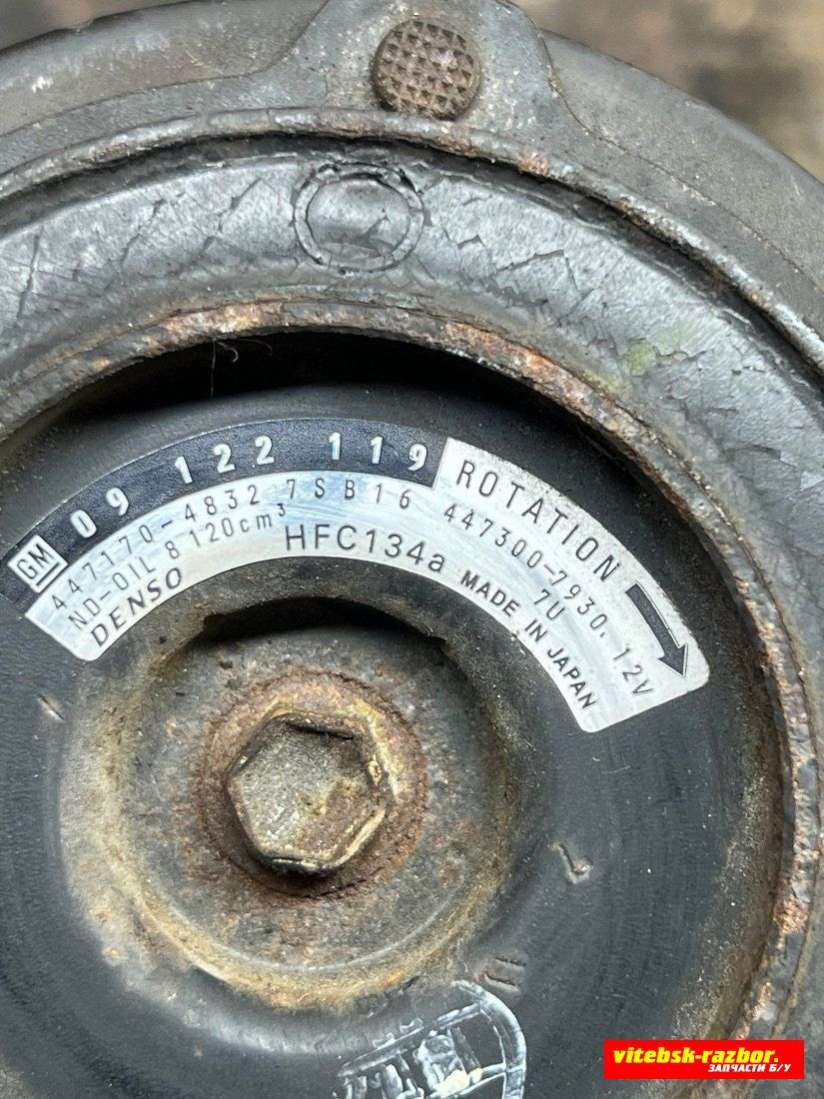 GM 09 122 119
ROTATION
447170-4832 7SB16
447300-7930. 12V
ND-OIL 8 120cm³
HFC134a
7U
DENSO
MADE IN JAPAN
vitebsk-razbor.
ЗАПЧАСТИ Б/У